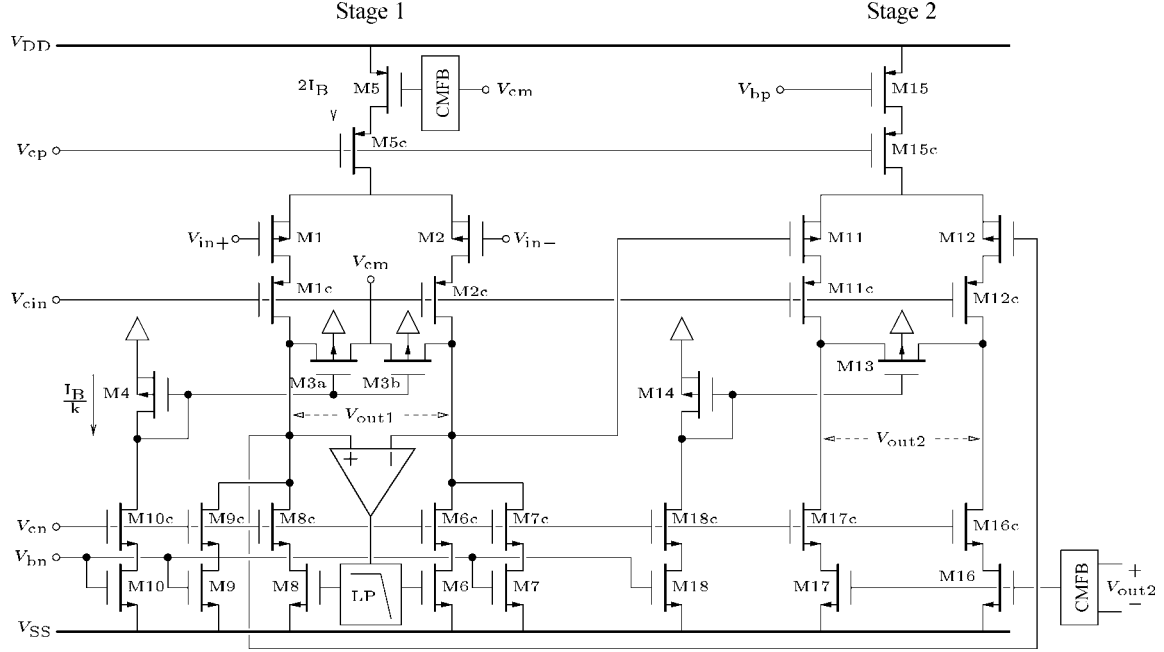 Stage 1 Stage 2
VDD
M5 CMFB Vcm Vbp M15
2IB
Vcp M5c M15c
Vin+ M1 M2 Vin− M11 M12
Vcm
Vcin M1c M2c M11c M12c
M3a M3b M13
IB/k M4 M14
Vout1 Vout2
+ −
Vcn M10c M9c M8c M6c M7c M18c M17c M16c
Vbn
M10 M9 M8 LP M6 M7 M18 M17 M16 CMFB + Vout2 −
VSS